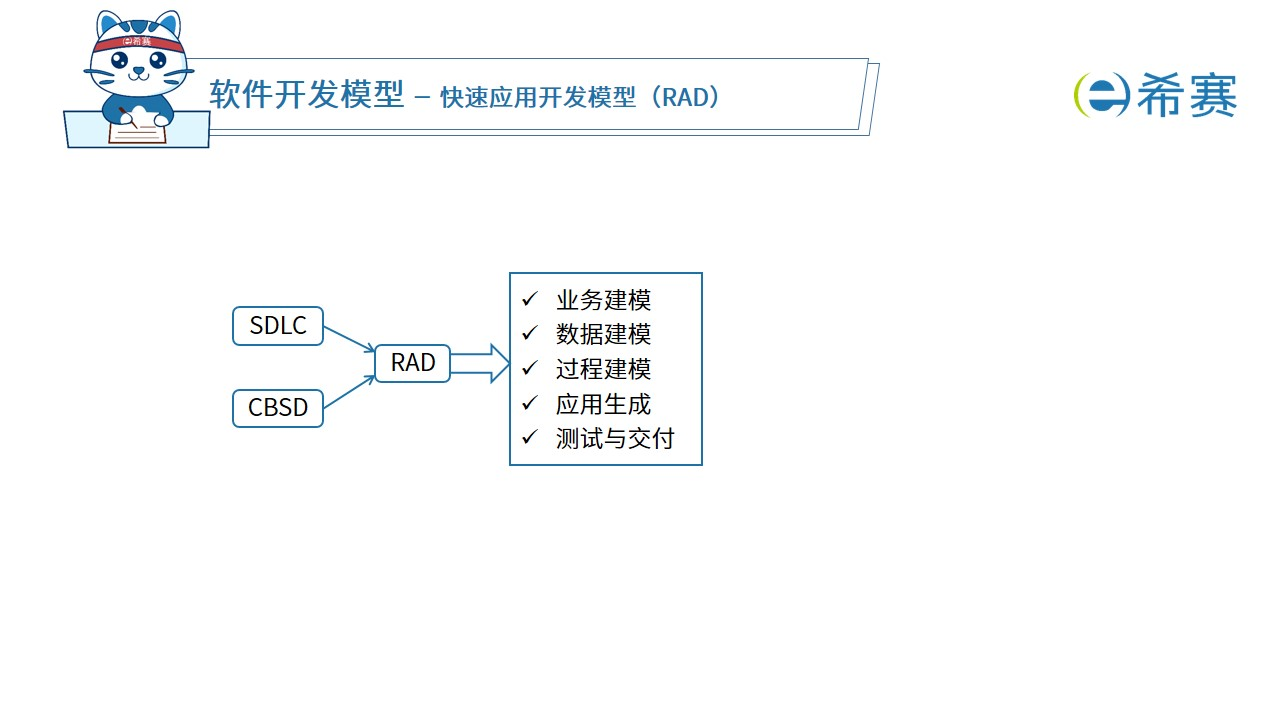 希赛
软件开发模型 – 快速应用开发模型（RAD）
希赛
SDLC
CBSD
RAD
✓ 业务建模
✓ 数据建模
✓ 过程建模
✓ 应用生成
✓ 测试与交付